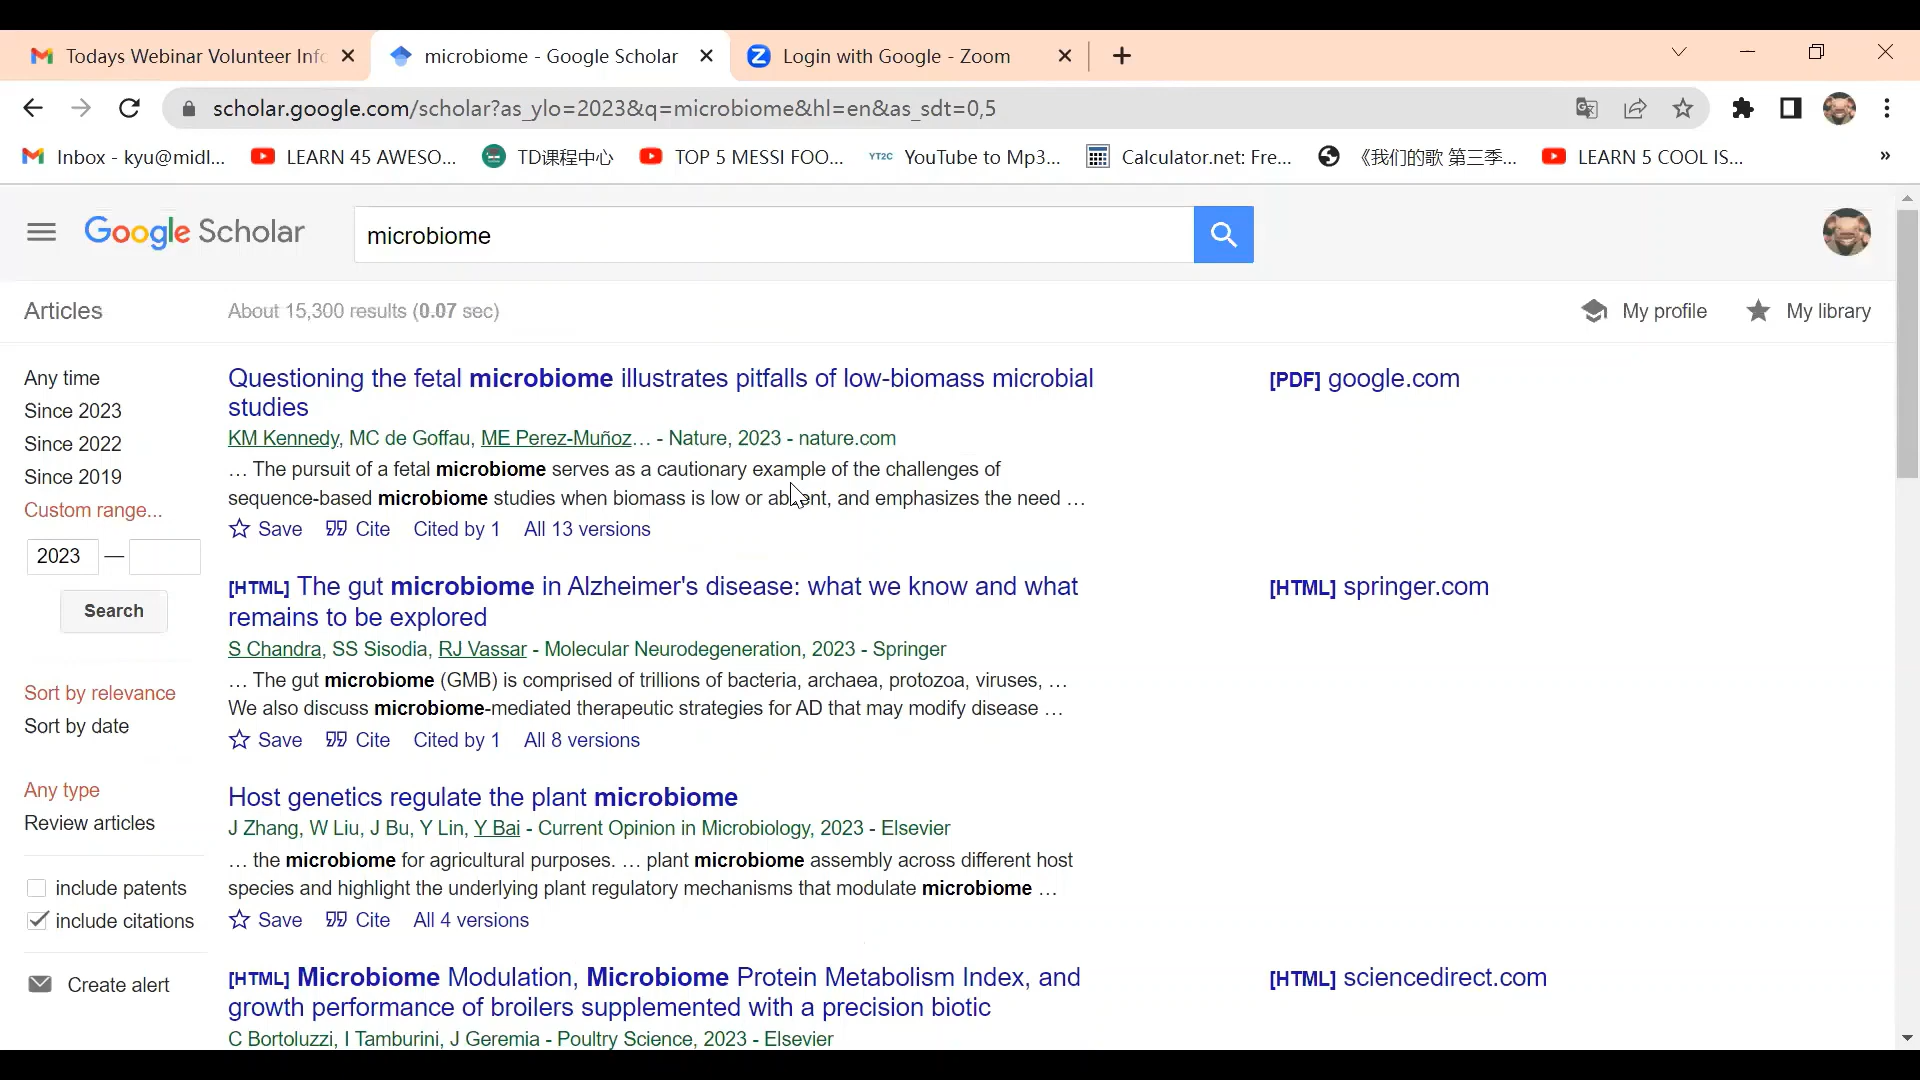 Todays Webinar Volunteer Info
microbiome - Google Scholar
Login with Google - Zoom
scholar.google.com/scholar?as_ylo=2023&q=microbiome&hl=en&as_sdt=0,5
Inbox - kyu@midl...
LEARN 45 AWESO...
TD课程中心
TOP 5 MESSI FOO...
YT2C YouTube to Mp3...
Calculator.net: Fre...
《我们的歌 第三季...
LEARN 5 COOL IS...
»
Google Scholar
microbiome
Articles
About 15,300 results (0.07 sec)
My profile
My library
Any time
Since 2023
Since 2022
Since 2019
Custom range...
2023 —
Search
Sort by relevance
Sort by date
Any type
Review articles
include patents
include citations
Create alert
Questioning the fetal microbiome illustrates pitfalls of low-biomass microbial
studies
KM Kennedy, MC de Goffau, ME Perez-Muñoz… - Nature, 2023 - nature.com
… The pursuit of a fetal microbiome serves as a cautionary example of the challenges of
sequence-based microbiome studies when biomass is low or absent, and emphasizes the need …
Save Cite Cited by 1 All 13 versions
[PDF] google.com
[HTML] The gut microbiome in Alzheimer's disease: what we know and what
remains to be explored
S Chandra, SS Sisodia, RJ Vassar - Molecular Neurodegeneration, 2023 - Springer
… The gut microbiome (GMB) is comprised of trillions of bacteria, archaea, protozoa, viruses, …
We also discuss microbiome-mediated therapeutic strategies for AD that may modify disease …
Save Cite Cited by 1 All 8 versions
[HTML] springer.com
Host genetics regulate the plant microbiome
J Zhang, W Liu, J Bu, Y Lin, Y Bai - Current Opinion in Microbiology, 2023 - Elsevier
… the microbiome for agricultural purposes. … plant microbiome assembly across different host
species and highlight the underlying plant regulatory mechanisms that modulate microbiome …
Save Cite All 4 versions
[HTML] Microbiome Modulation, Microbiome Protein Metabolism Index, and
growth performance of broilers supplemented with a precision biotic
C Bortoluzzi, I Tamburini, J Geremia - Poultry Science, 2023 - Elsevier
[HTML] sciencedirect.com